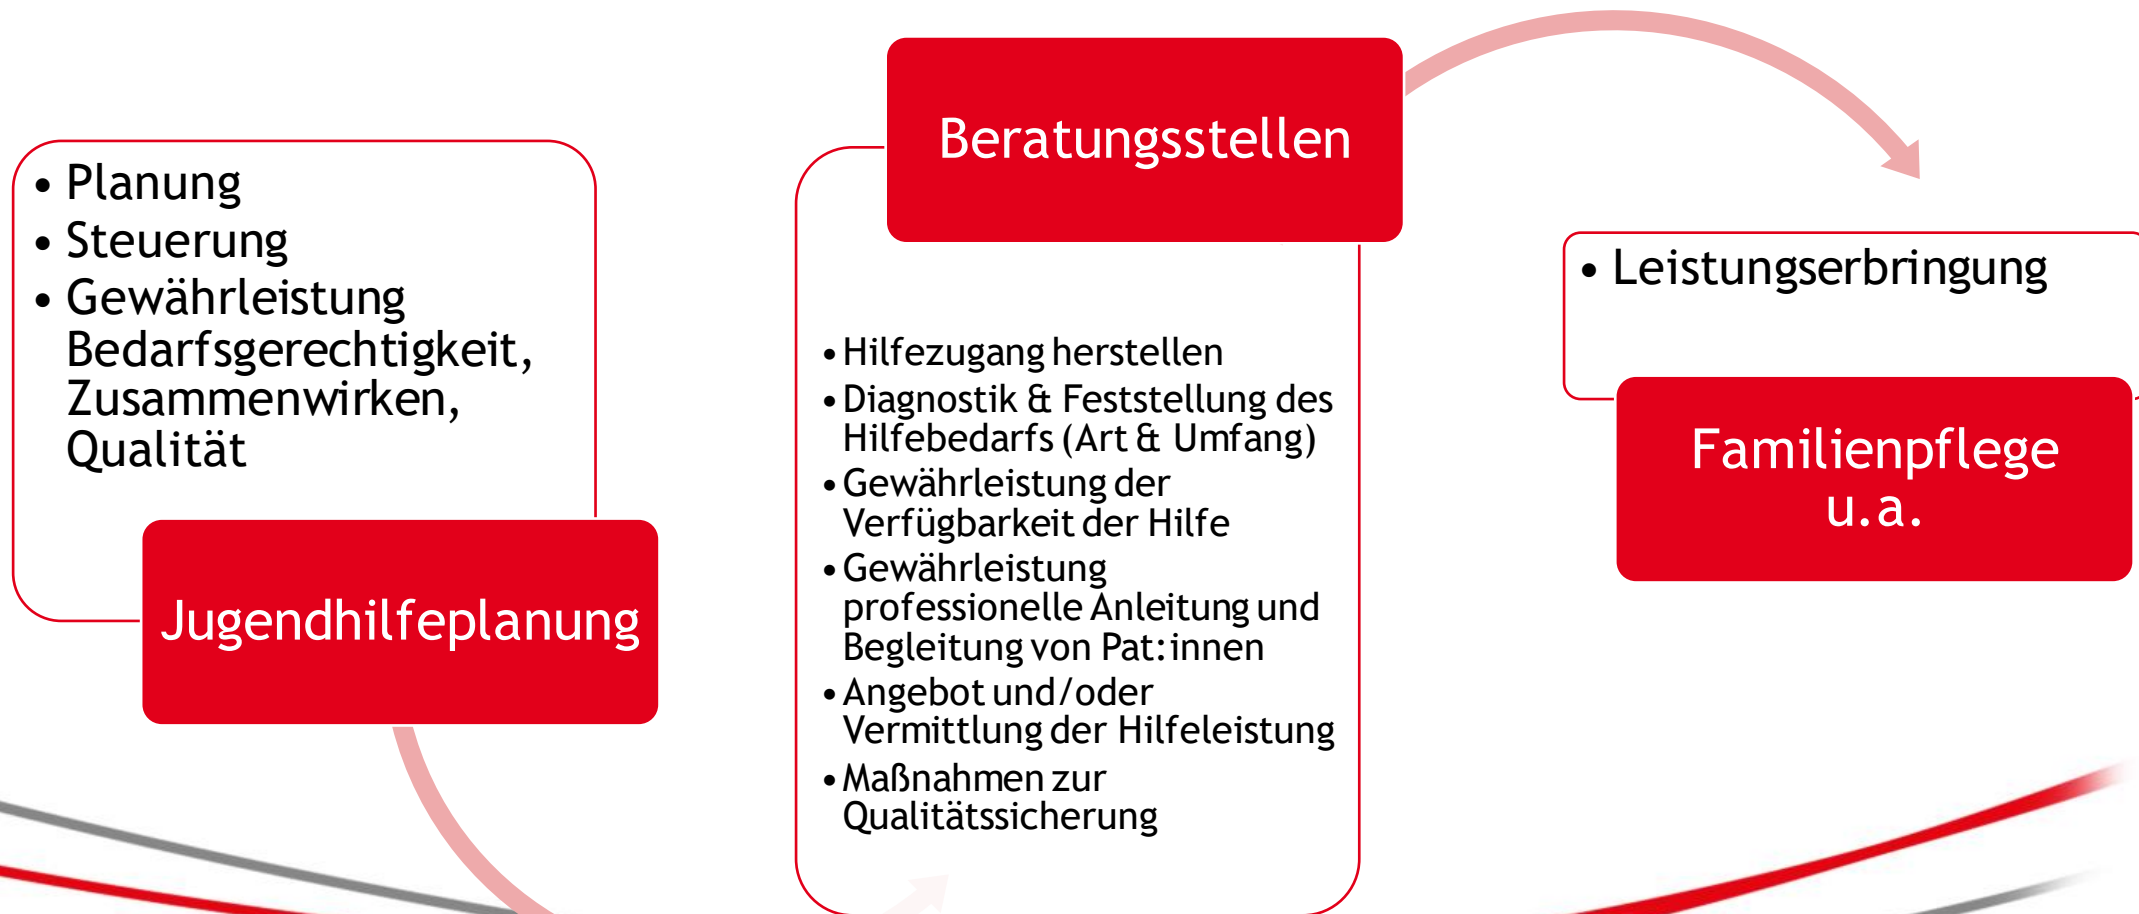 • Planung
• Steuerung
• Gewährleistung
Bedarfsgerechtigkeit,
Zusammenwirken,
Qualität
Jugendhilfeplanung
Beratungsstellen
• Hilfezugang herstellen
• Diagnostik & Feststellung des
Hilfebedarfs (Art & Umfang)
• Gewährleistung der
Verfügbarkeit der Hilfe
• Gewährleistung
professionelle Anleitung und
Begleitung von Pat:innen
• Angebot und/oder
Vermittlung der Hilfeleistung
• Maßnahmen zur
Qualitätssicherung
• Leistungserbringung
Familienpflege
u.a.